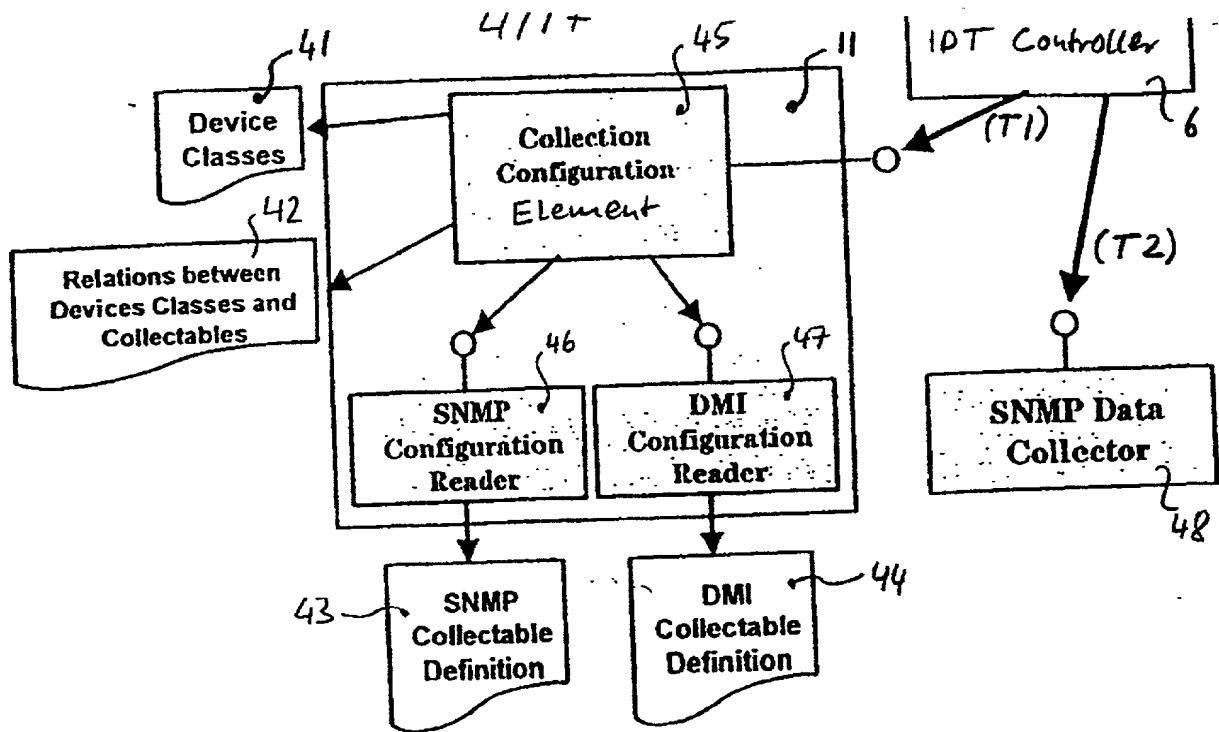 41
45
11
IDT Controller
6
Device
Classes
Collection
Configuration
Element
(T1)
42
(T2)
Relations between
Devices Classes and
Collectables
46
47
SNMP
Configuration
Reader
DMI
Configuration
Reader
SNMP Data
Collector
48
43
SNMP
Collectable
Definition
44
DMI
Collectable
Definition